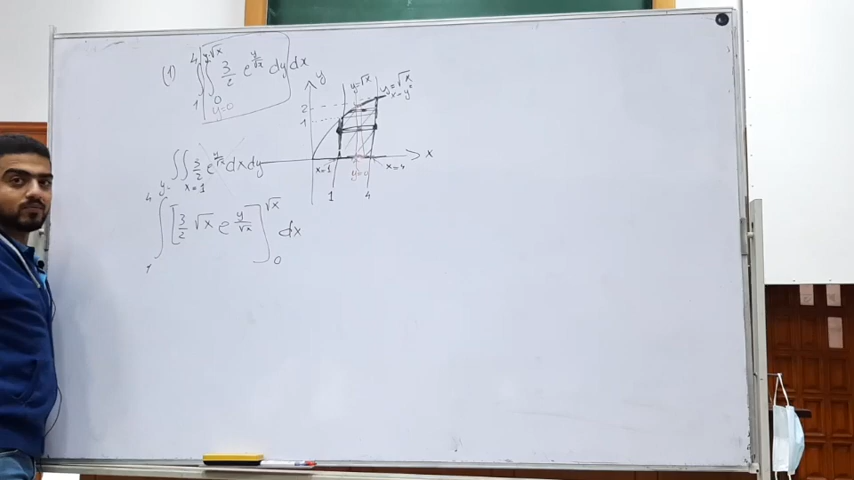 (1) ∫₁⁴ ∫_{y=0}^{y=√x} 3/2 e^{y/√x} dy dx
y
y=√x
y=√x
x=y²
2
1
x
x=1
y=0
x=4
1
4
∫∫_{x=1} 3/2 e^{y/√x} dx dy
y=
∫₁⁴ [3/2 √x e^{y/√x}]₀^{√x} dx